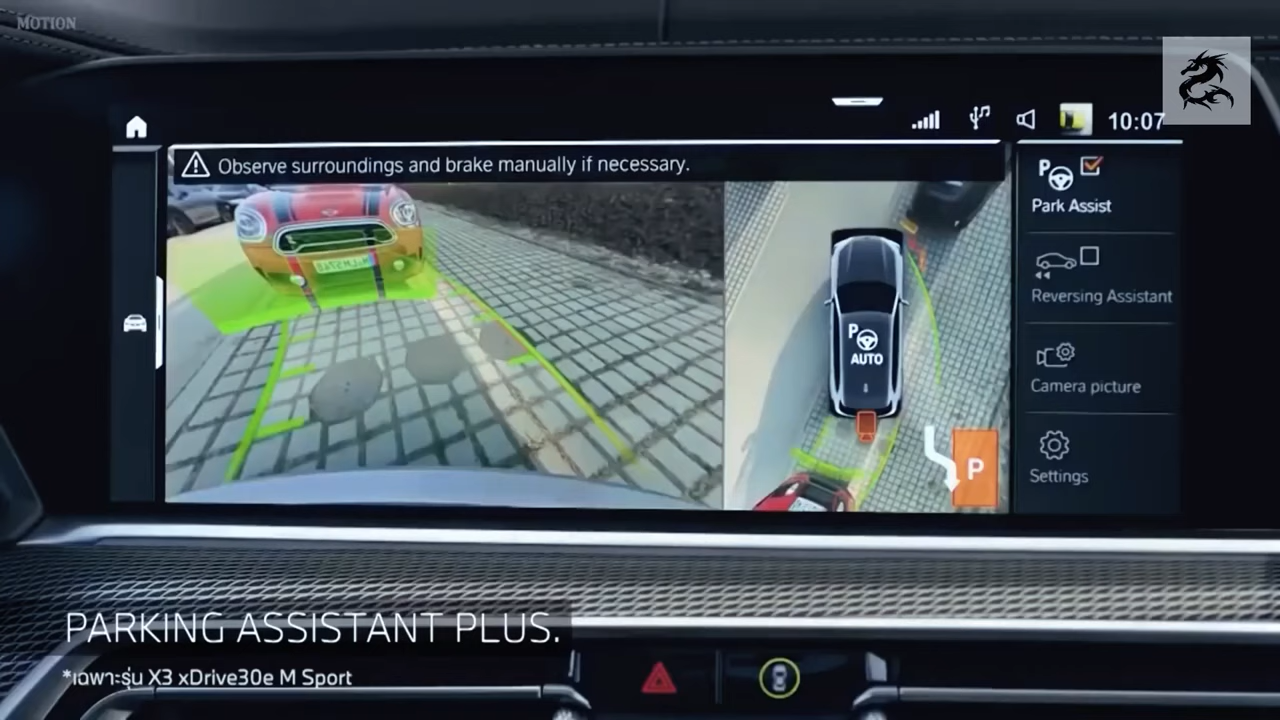 MOTION
10:07
Observe surroundings and brake manually if necessary.
P
Park Assist
Reversing Assistant
Camera picture
Settings
P
AUTO
P
PARKING ASSISTANT PLUS.
*เฉพาะรุ่น X3 xDrive30e M Sport